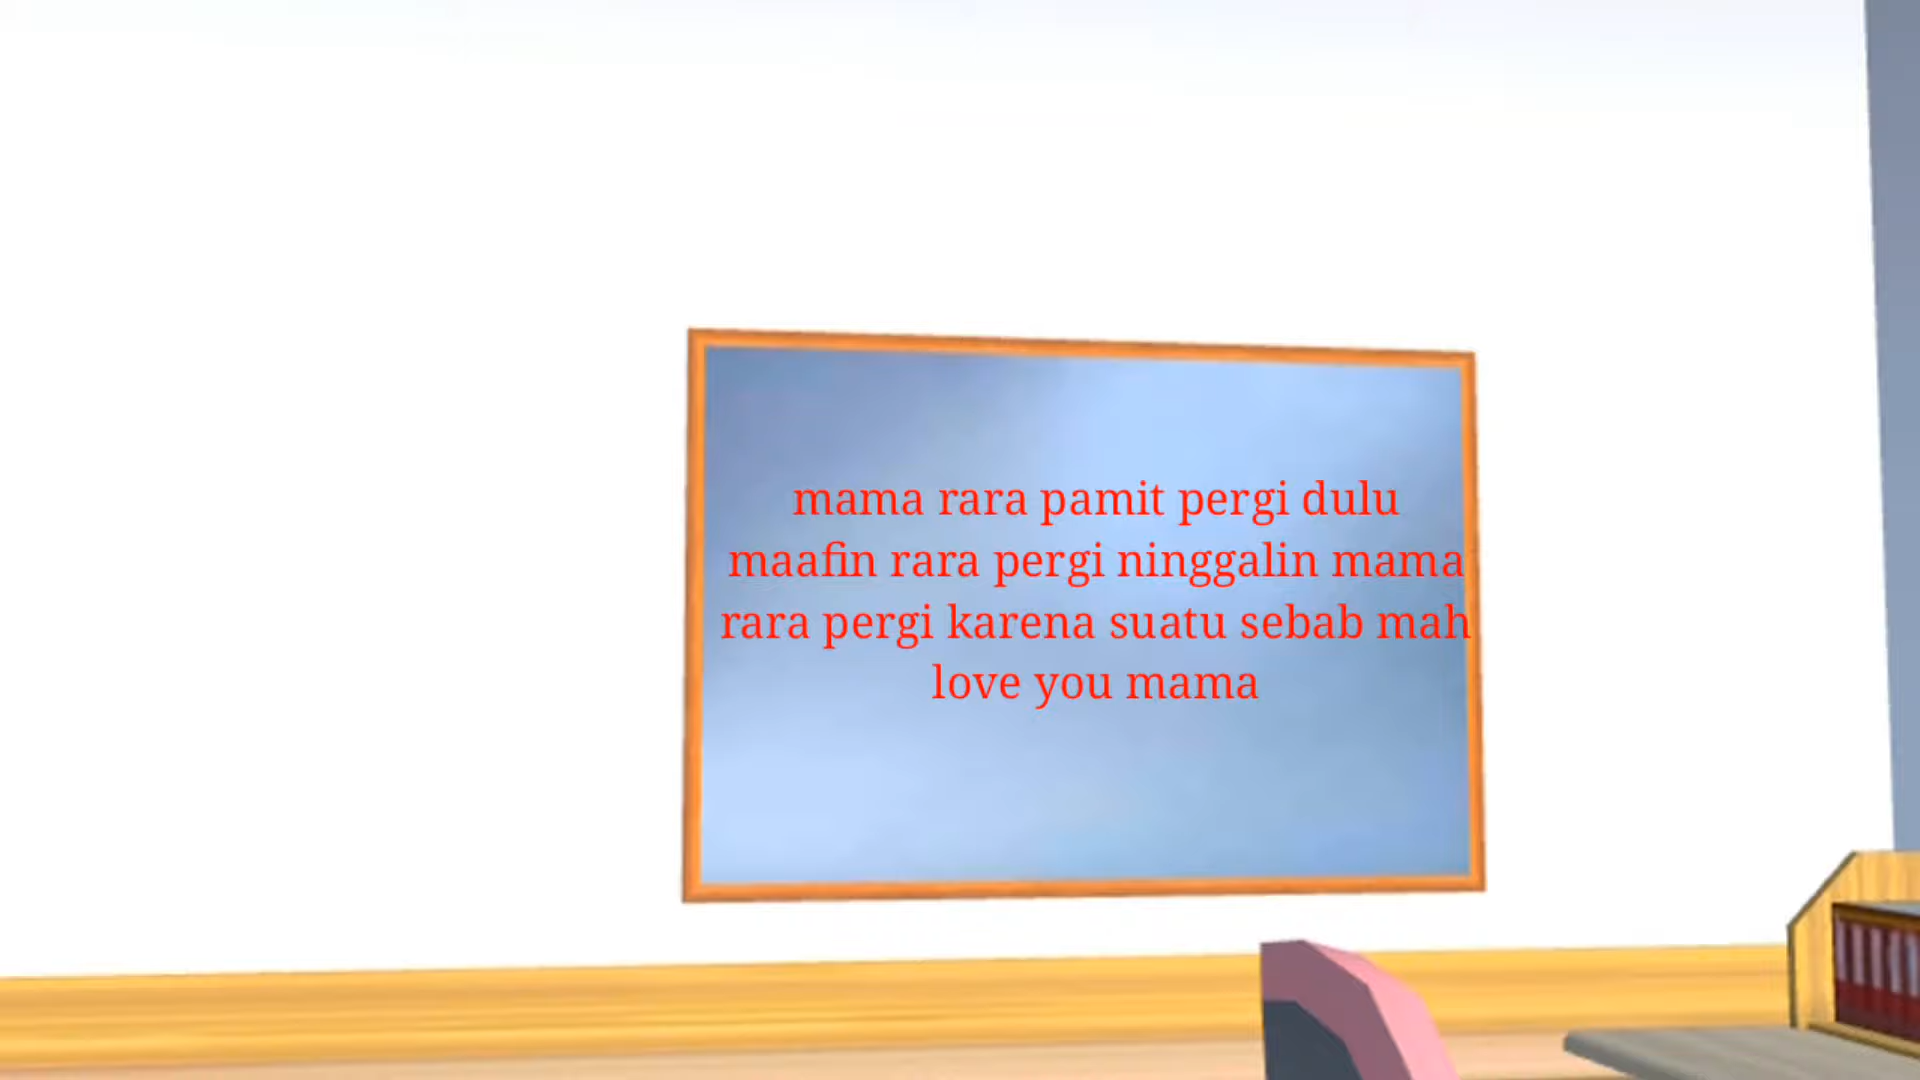 mama rara pamit pergi dulu
maafin rara pergi ninggalin mama
rara pergi karena suatu sebab mah
love you mama